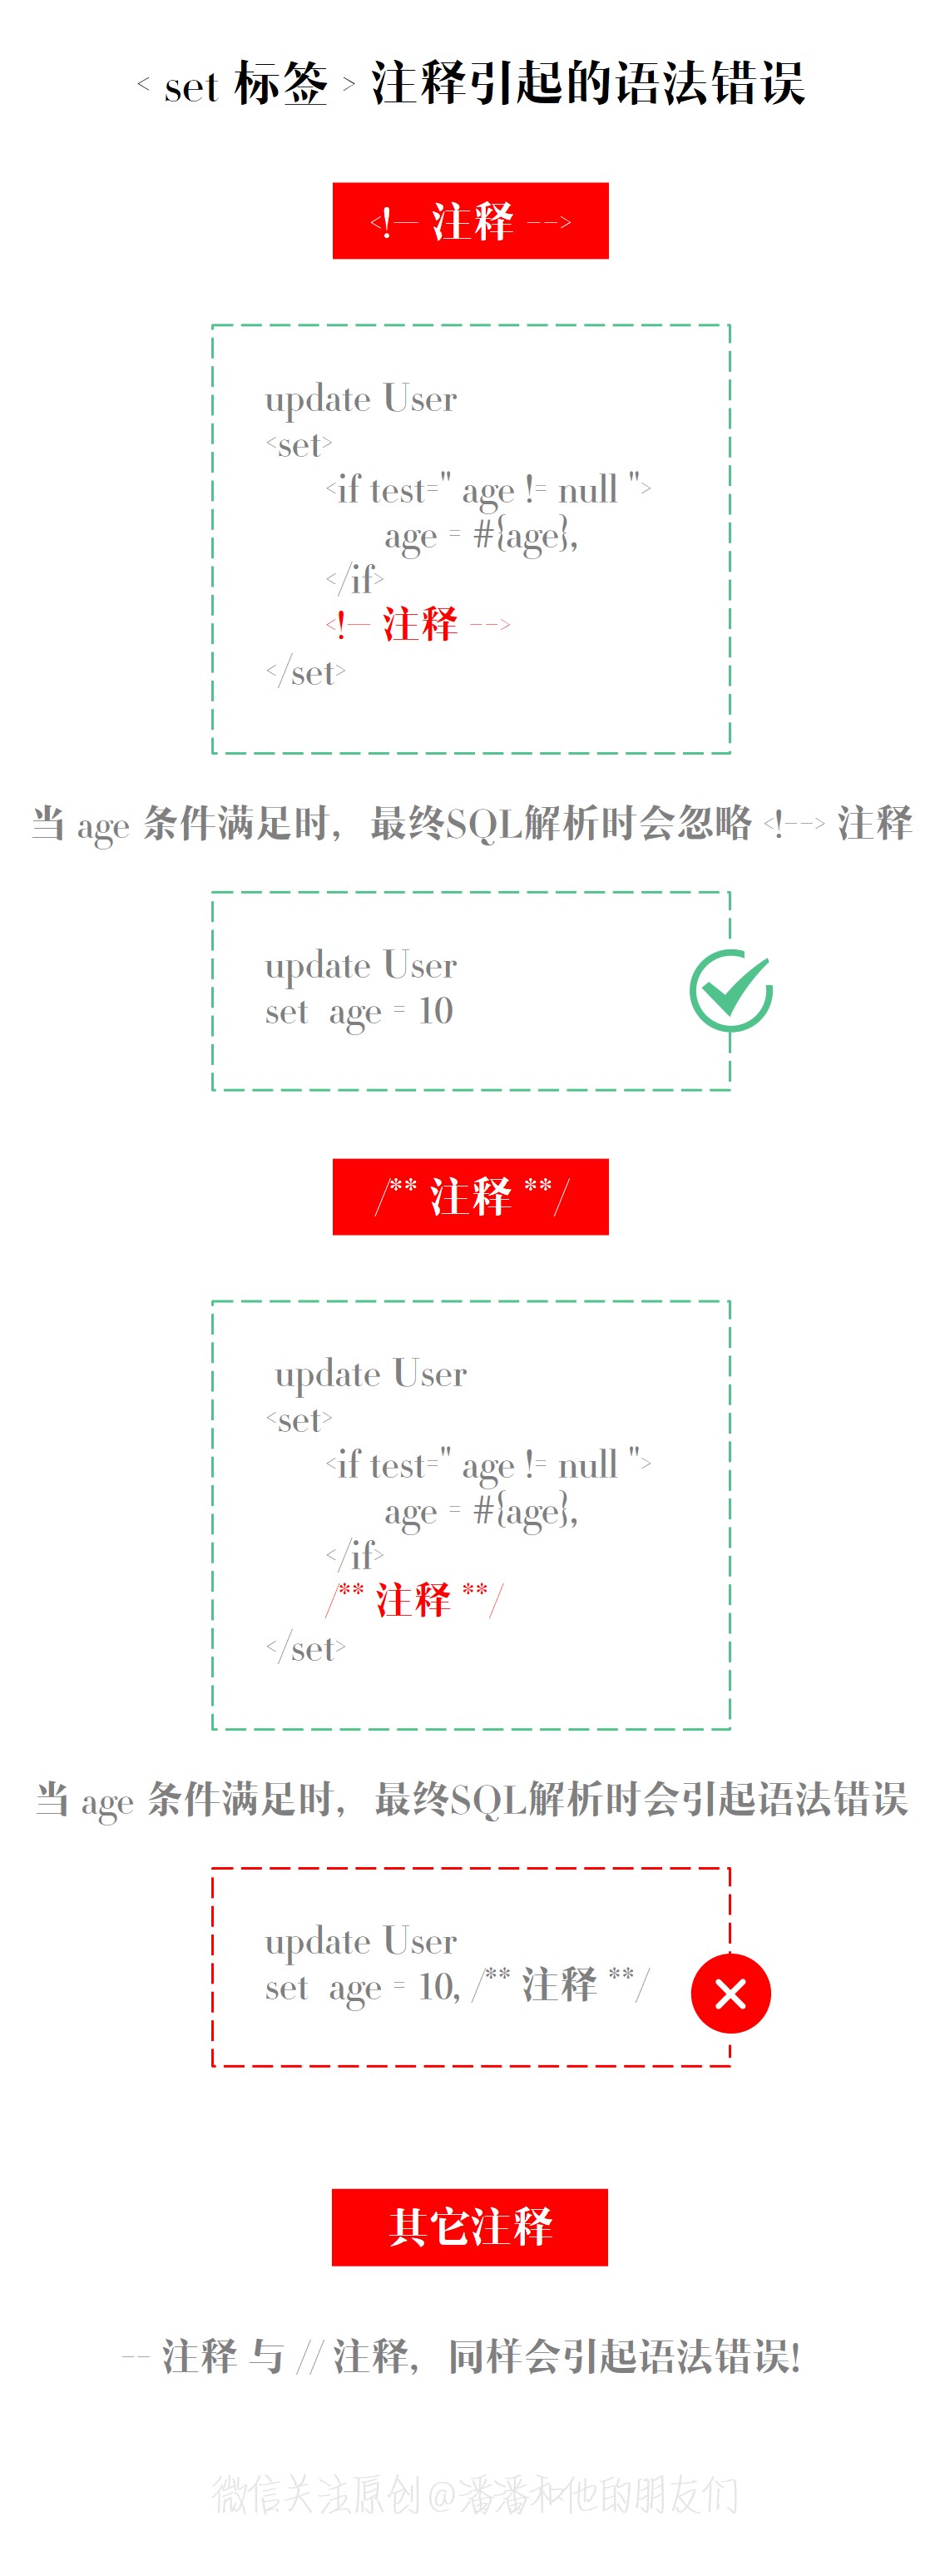 < set 标签 > 注释引起的语法错误
<!-- 注释 -->
update User
<set>
<if test=" age != null ">
age = #{age},
</if>
<!-- 注释 -->
</set>
当 age 条件满足时，最终SQL解析时会忽略 <!--> 注释
update User
set age = 10
/** 注释 **/
update User
<set>
<if test=" age != null ">
age = #{age},
</if>
/** 注释 **/
</set>
当 age 条件满足时，最终SQL解析时会引起语法错误
update User
set age = 10, /** 注释 **/
其它注释
-- 注释 与 // 注释，同样会引起语法错误!
微信关注原创@潘潘和他的朋友们